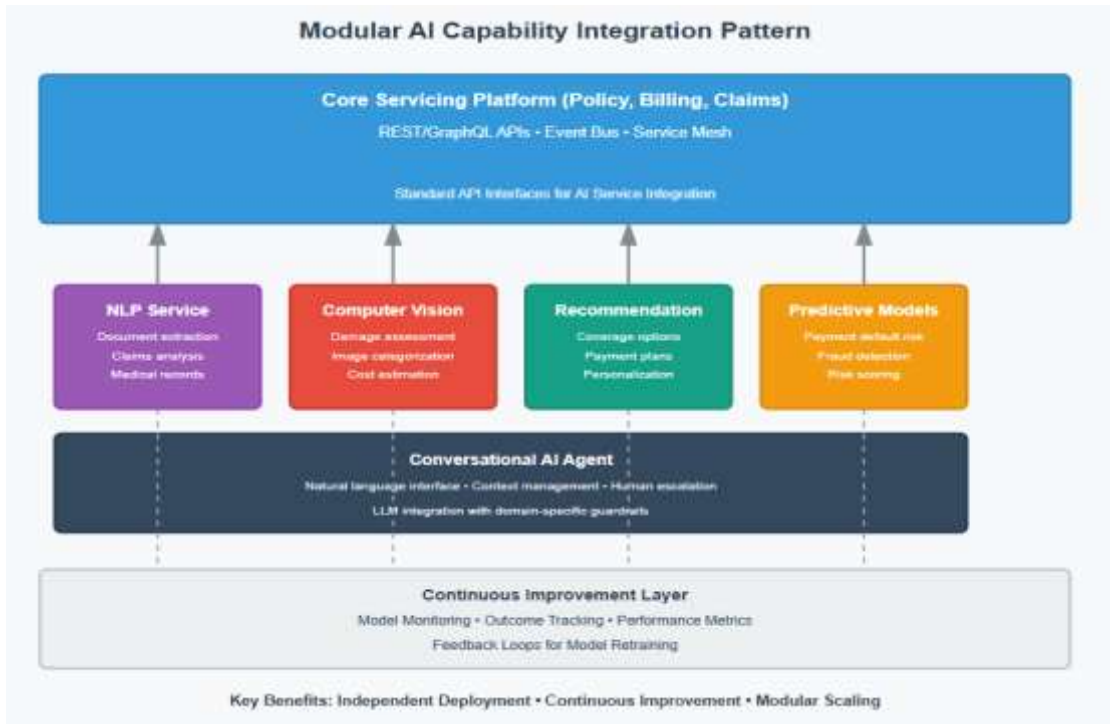 Modular AI Capability Integration Pattern
Core Servicing Platform (Policy, Billing, Claims)
REST/GraphQL APIs • Event Bus • Service Mesh
Standard API Interfaces for AI Service Integration
NLP Service
Document extraction
Claims analysis
Medical records
Computer Vision
Damage assessment
Image categorization
Cost estimation
Recommendation
Coverage options
Payment plans
Personalization
Predictive Models
Payment default risk
Fraud detection
Risk scoring
Conversational AI Agent
Natural language interface • Context management • Human escalation
LLM integration with domain-specific guardrails
Continuous Improvement Layer
Model Monitoring • Outcome Tracking • Performance Metrics
Feedback Loops for Model Retraining
Key Benefits: Independent Deployment • Continuous Improvement • Modular Scaling